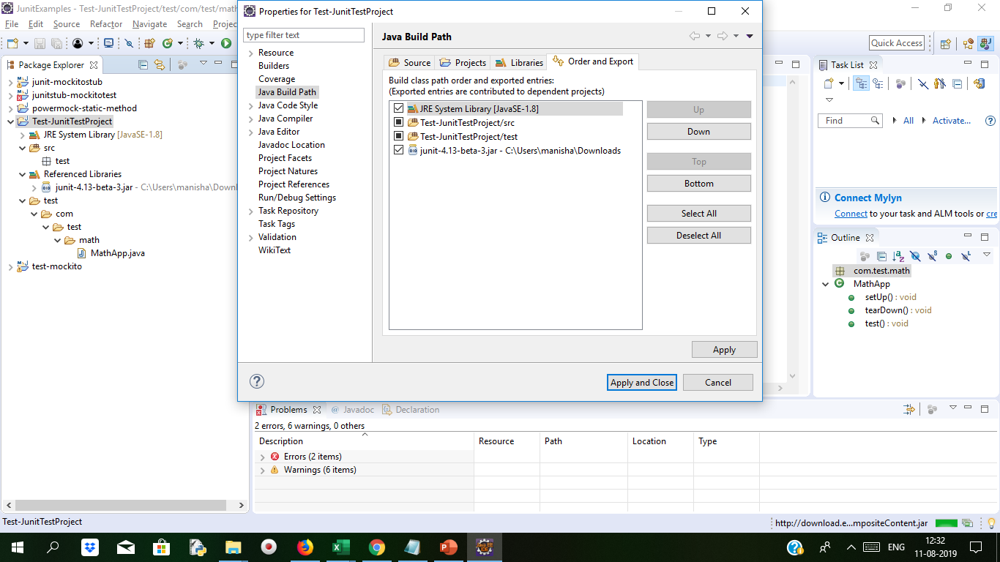 JunitExamples - Test-JunitTestProject/test/com/test/math
File Edit Source Refactor Navigate Search Projec
Quick Access
Package Explorer
junit-mockitostub
junitstub-mockitotest
powermock-static-method
Test-JunitTestProject
JRE System Library [JavaSE-1.8]
src
test
Referenced Libraries
junit-4.13-beta-3.jar - C:\Users\manisha\Downl
test
com
test
math
MathApp.java
test-mockito
Properties for Test-JunitTestProject
type filter text
Resource
Builders
Coverage
Java Build Path
Java Code Style
Java Compiler
Java Editor
Javadoc Location
Project Facets
Project Natures
Project References
Run/Debug Settings
Task Repository
Task Tags
Validation
WikiText
Java Build Path
Source Projects Libraries Order and Export
Build class path order and exported entries:
(Exported entries are contributed to dependent projects)
JRE System Library [JavaSE-1.8]
Test-JunitTestProject/src
Test-JunitTestProject/test
junit-4.13-beta-3.jar - C:\Users\manisha\Downloads
Up
Down
Top
Bottom
Select All
Deselect All
Apply
Apply and Close Cancel
Task List
Find All Activate...
Connect Mylyn
Connect to your task and ALM tools or cre
Outline
com.test.math
MathApp
setUp() : void
tearDown() : void
test() : void
Problems @ Javadoc Declaration
2 errors, 6 warnings, 0 others
Description Resource Path Location Type
Errors (2 items)
Warnings (6 items)
Test-JunitTestProject
http://download.e...mpositeContent.jar
ENG
12:32
11-08-2019